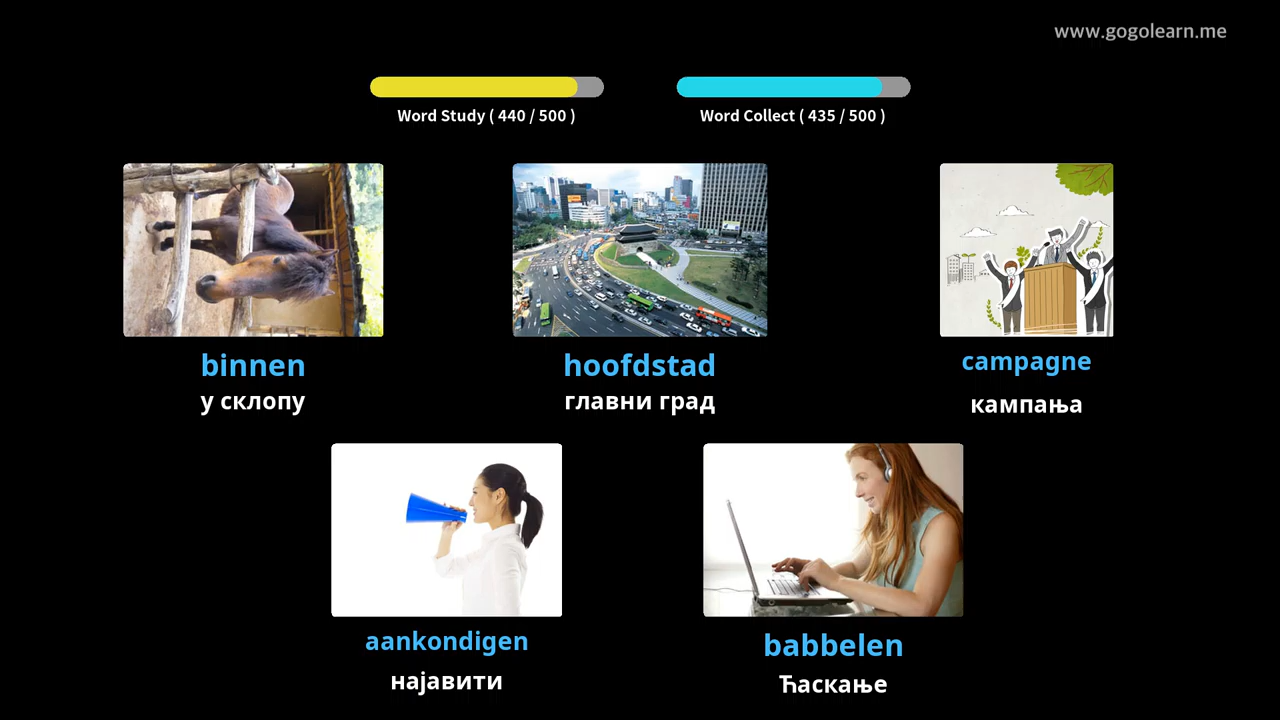 www.gogolearn.me
Word Study ( 440 / 500 )
Word Collect ( 435 / 500 )
binnen
у склопу
hoofdstad
главни град
campagne
кампања
aankondigen
најавити
babbelen
Ћаскање